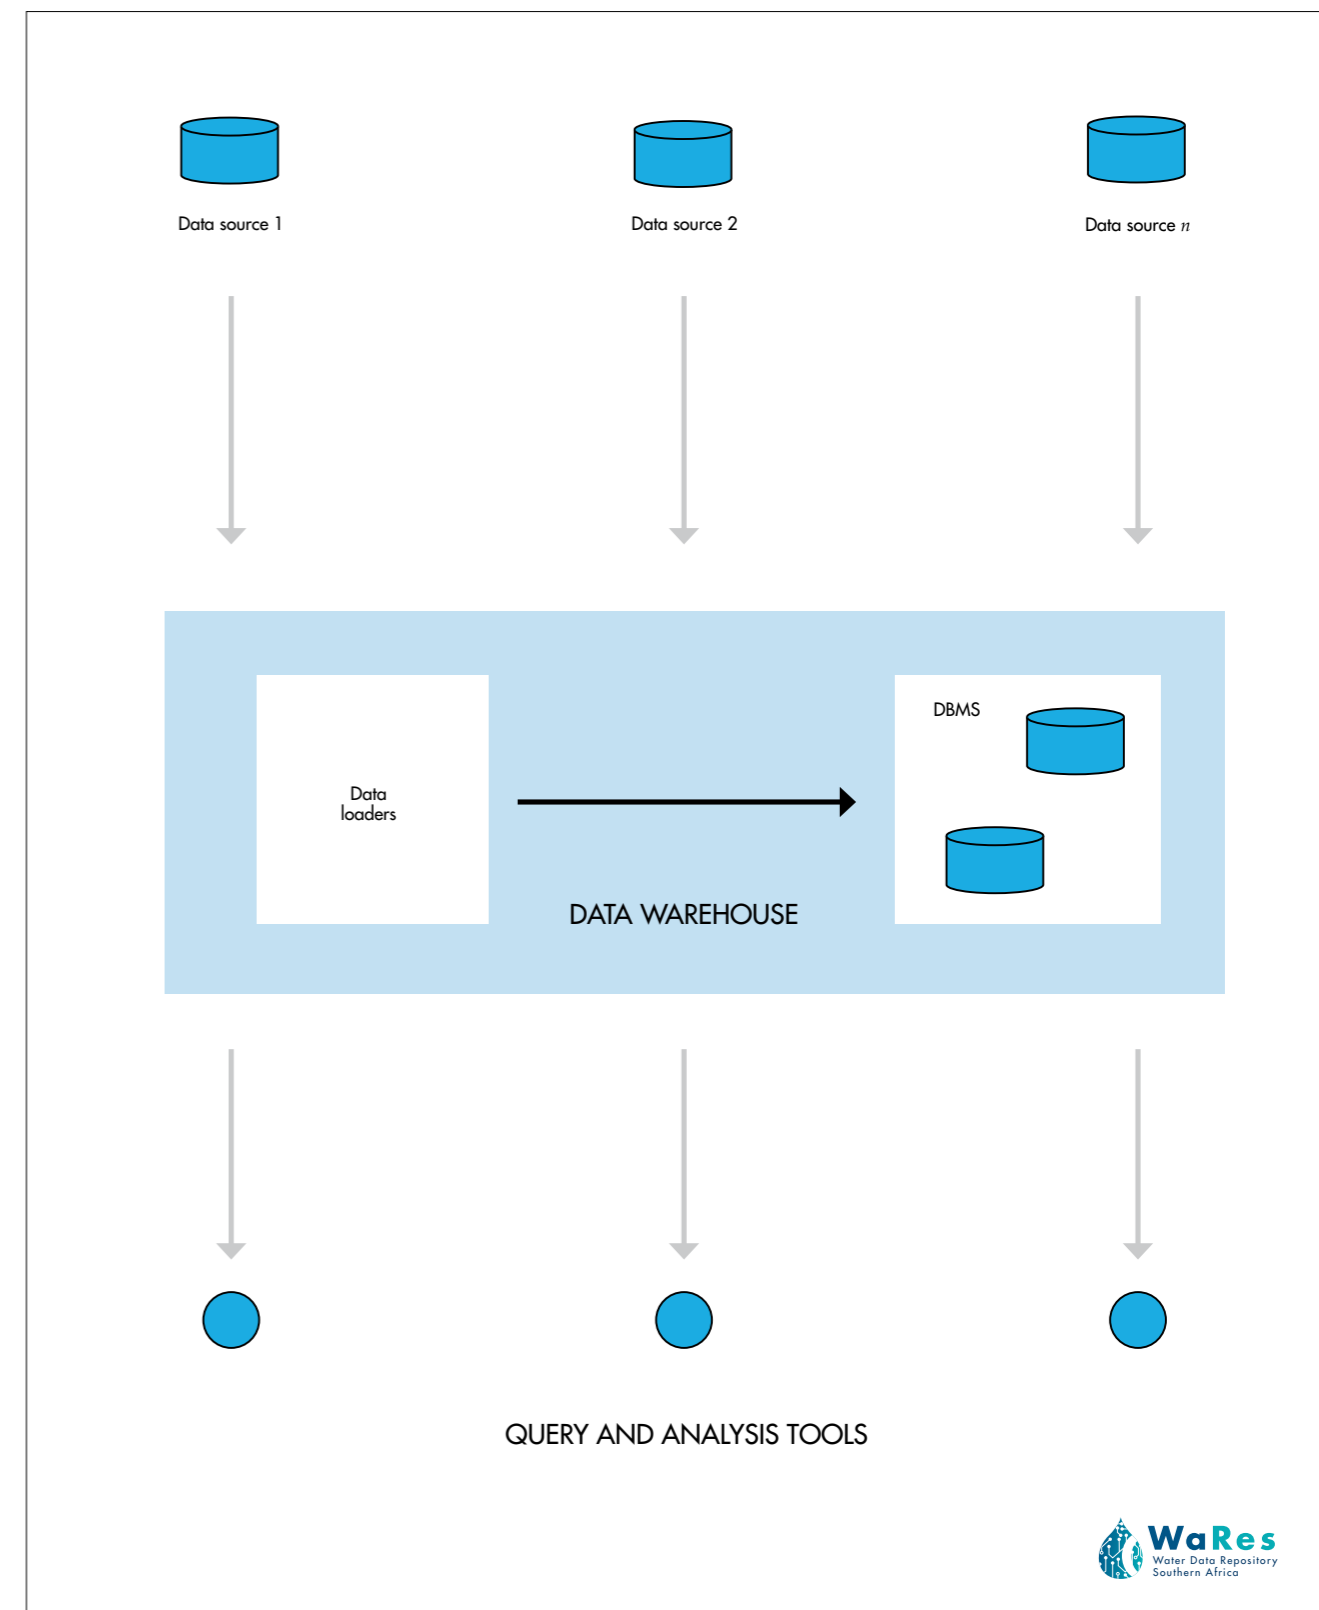 Data source 1
Data source 2
Data source n
Data
loaders
DBMS
DATA WAREHOUSE
QUERY AND ANALYSIS TOOLS
WaRes
Water Data Repository
Southern Africa